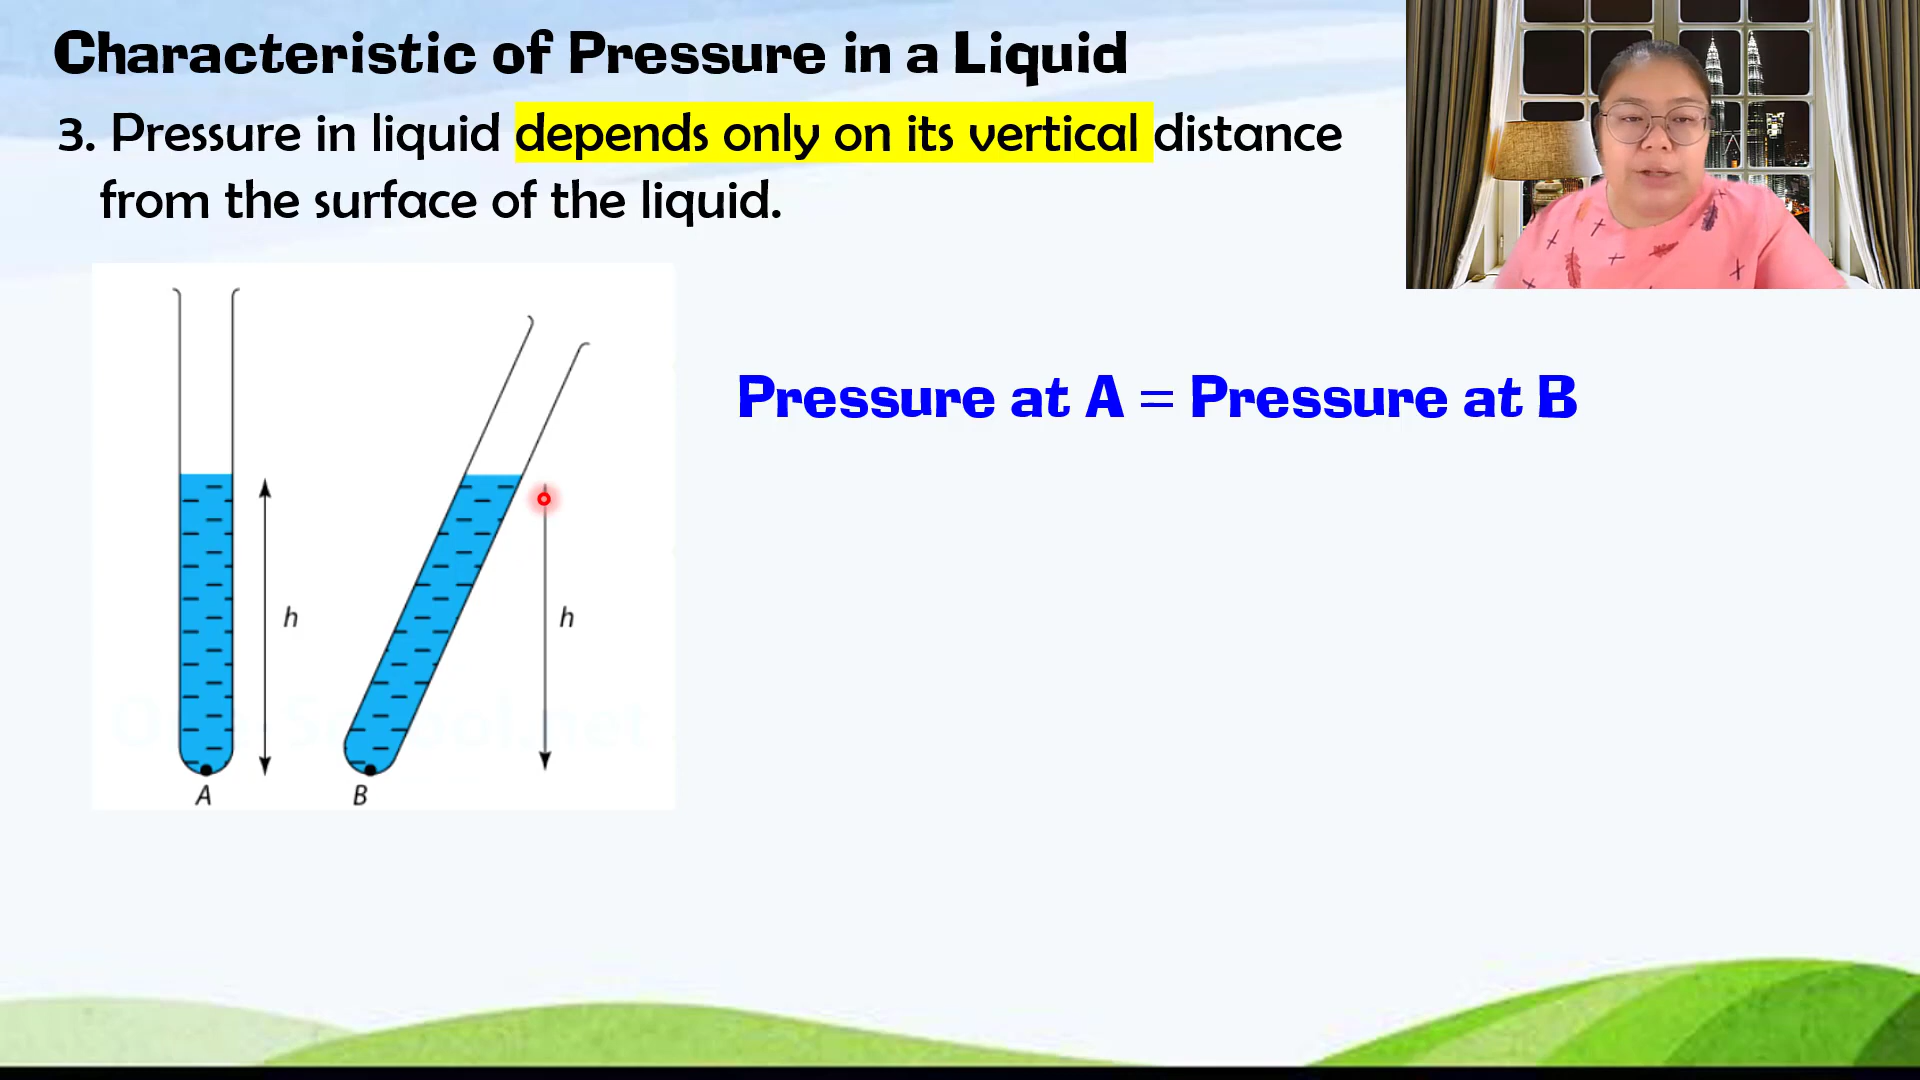 Characteristic of Pressure in a Liquid
3. Pressure in liquid depends only on its vertical distance
from the surface of the liquid.
Pressure at A = Pressure at B
h
h
A
B